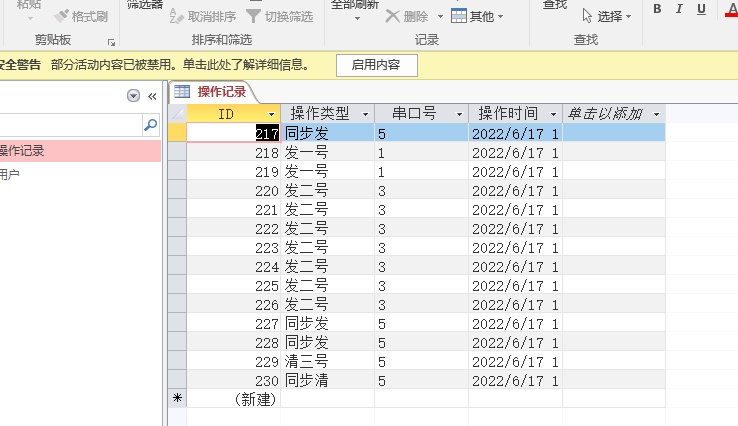 粘贴
格式刷
筛选器
取消排序
切换筛选
全部刷新
删除
其他
查找
选择
B I U A
剪贴板
排序和筛选
记录
查找
安全警告 部分活动内容已被禁用。单击此处了解详细信息。 启用内容
«
操作记录
操作记录
用户
ID 操作类型 串口号 操作时间 单击以添加
217 同步发 5 2022/6/17 1
218 发一号 1 2022/6/17 1
219 发一号 1 2022/6/17 1
220 发二号 3 2022/6/17 1
221 发二号 3 2022/6/17 1
222 发二号 3 2022/6/17 1
223 发二号 3 2022/6/17 1
224 发二号 3 2022/6/17 1
225 发二号 3 2022/6/17 1
226 发二号 3 2022/6/17 1
227 同步发 5 2022/6/17 1
228 同步发 5 2022/6/17 1
229 清三号 5 2022/6/17 1
230 同步清 5 2022/6/17 1
* (新建)